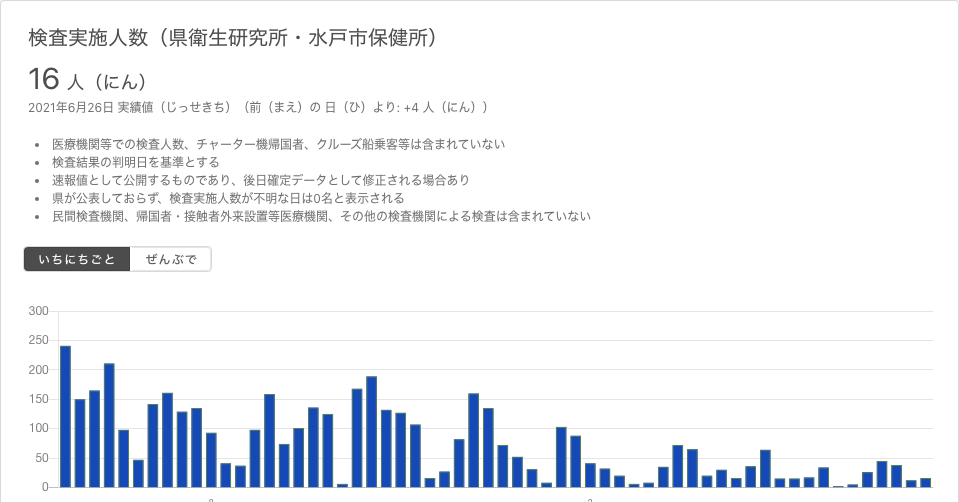 検査実施人数（県衛生研究所・水戸市保健所）
16 人（にん）
2021年6月26日 実績値（じっせきち）（前（まえ）の 日（ひ）より: +4 人（にん））
• 医療機関等での検査人数、チャーター機帰国者、クルーズ船乗客等は含まれていない
• 検査結果の判明日を基準とする
• 速報値として公開するものであり、後日確定データとして修正される場合あり
• 県が公表しておらず、検査実施人数が不明な日は0名と表示される
• 民間検査機関、帰国者・接触者外来設置等医療機関、その他の検査機関による検査は含まれていない
いちにちごと ぜんぶで
300
250
200
150
100
50
0